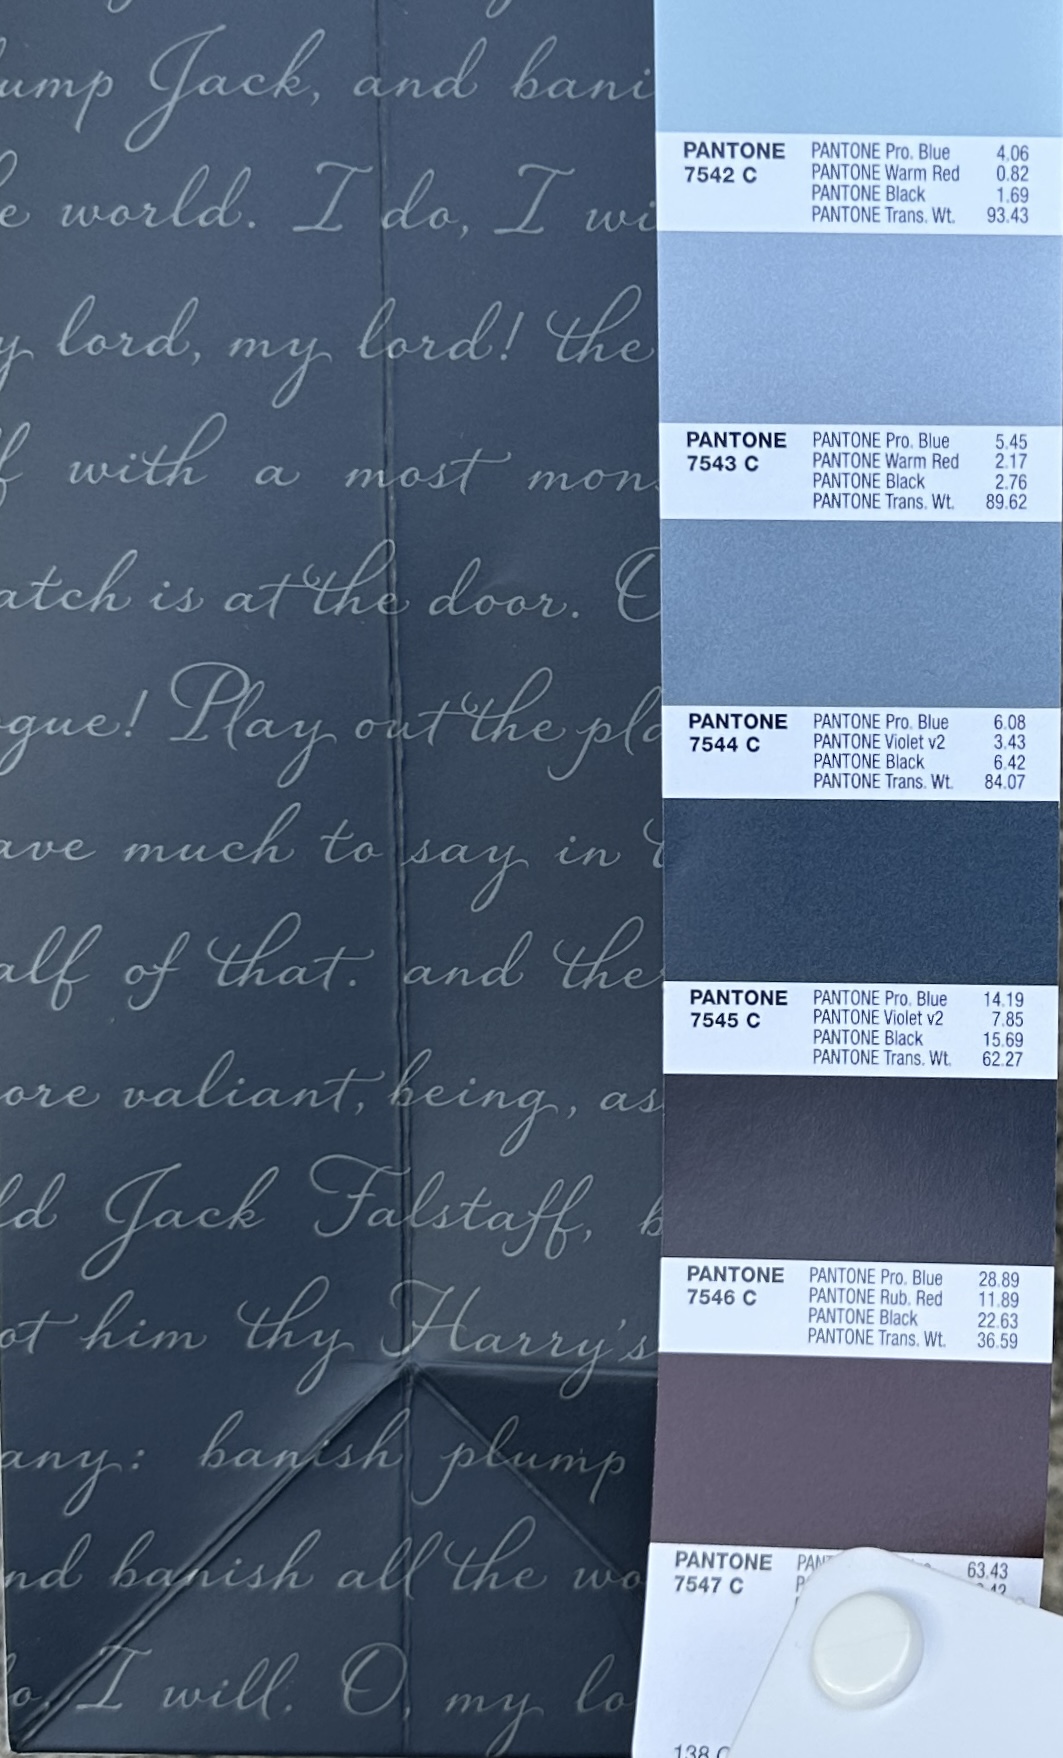 ump Jack, and bani
e world. I do, I wi
y lord, my lord! the
f with a most mons
atch is at the door. O
gue! Play out the pla
ave much to say in t
alf of that. and the
ore valiant, being, as
ld Jack Falstaff, b
ot him thy Harry's
any: banish plump
nd banish all the wo
o, I will. O, my lo
PANTONE 7542 C
PANTONE Pro. Blue 4.06
PANTONE Warm Red 0.82
PANTONE Black 1.69
PANTONE Trans. Wt. 93.43
PANTONE 7543 C
PANTONE Pro. Blue 5.45
PANTONE Warm Red 2.17
PANTONE Black 2.76
PANTONE Trans. Wt. 89.62
PANTONE 7544 C
PANTONE Pro. Blue 6.08
PANTONE Violet v2 3.43
PANTONE Black 6.42
PANTONE Trans. Wt. 84.07
PANTONE 7545 C
PANTONE Pro. Blue 14.19
PANTONE Violet v2 7.85
PANTONE Black 15.69
PANTONE Trans. Wt. 62.27
PANTONE 7546 C
PANTONE Pro. Blue 28.89
PANTONE Rub. Red 11.89
PANTONE Black 22.63
PANTONE Trans. Wt. 36.59
PANTONE 7547 C
63.43
138 C